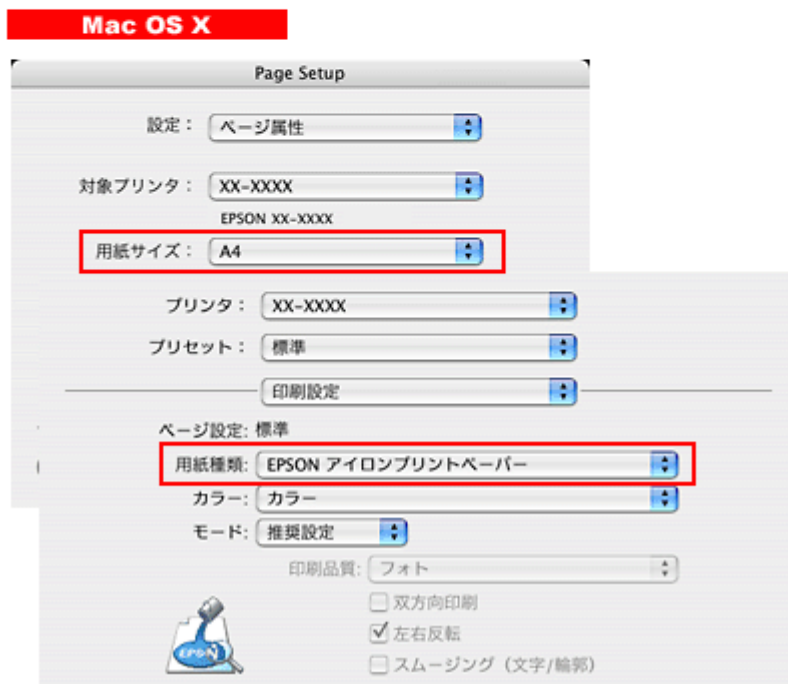 Mac OS X
Page Setup
設定： ページ属性
対象プリンタ： XX-XXXX
EPSON XX-XXXX
用紙サイズ： A4
プリンタ： XX-XXXX
プリセット： 標準
印刷設定
ページ設定: 標準
用紙種類: EPSON アイロンプリントペーパー
カラー: カラー
モード: 推奨設定
印刷品質: フォト
双方向印刷
左右反転
スムージング（文字/輪郭）
EPSON